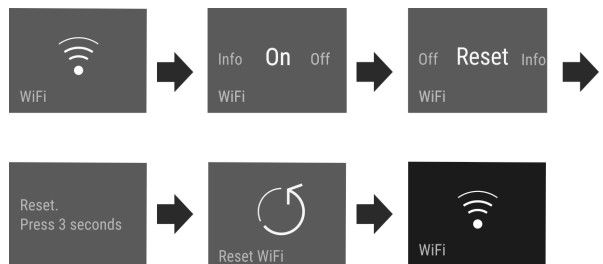 WiFi
Info On Off
WiFi
Off Reset Info
WiFi
Reset.
Press 3 seconds
Reset WiFi
WiFi